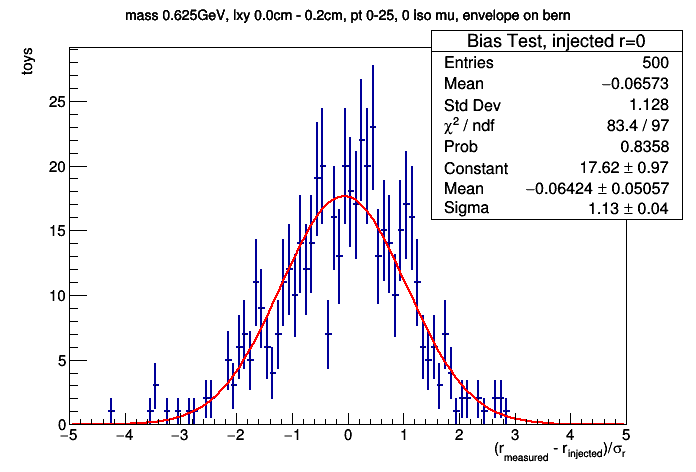 mass 0.625GeV, lxy 0.0cm - 0.2cm, pt 0-25, 0 Iso mu, envelope on bern
Bias Test, injected r=0
Entries 500
Mean −0.06573
Std Dev 1.128
χ² / ndf 83.4 / 97
Prob 0.8358
Constant 17.62 ± 0.97
Mean −0.06424 ± 0.05057
Sigma 1.13 ± 0.04
toys
25
20
15
10
5
0
−5 −4 −3 −2 −1 0 1 2 3 4 5
(r_measured - r_injected)/σ_r